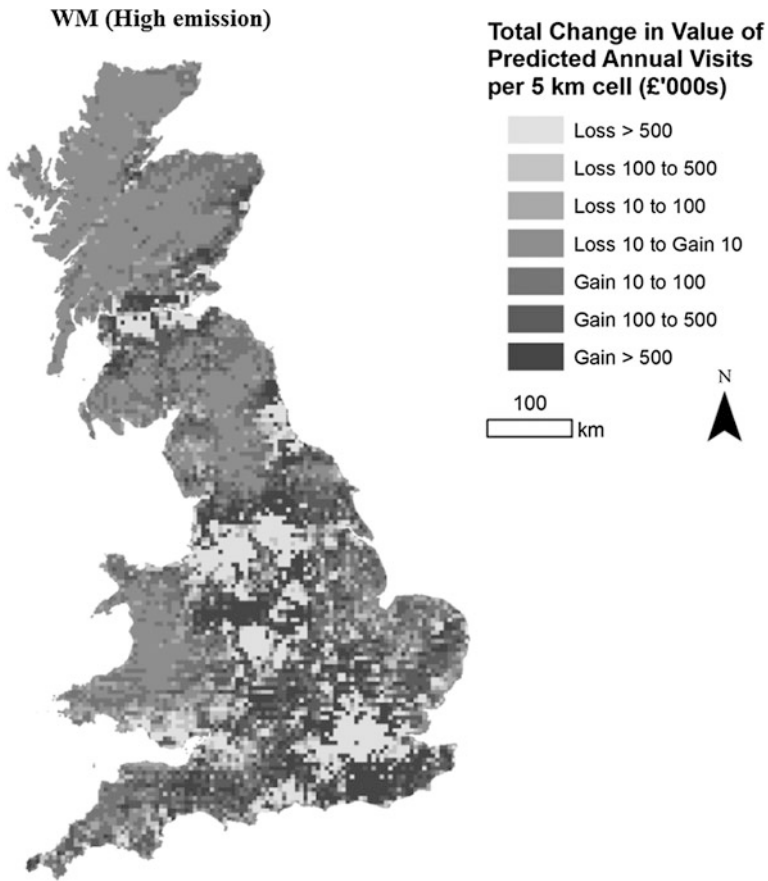 WM (High emission)
Total Change in Value of
Predicted Annual Visits
per 5 km cell (£'000s)
Loss > 500
Loss 100 to 500
Loss 10 to 100
Loss 10 to Gain 10
Gain 10 to 100
Gain 100 to 500
Gain > 500
N
100
km